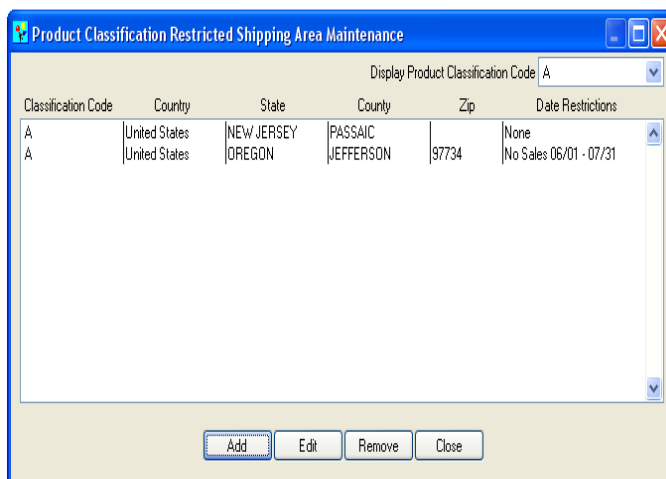 Product Classification Restricted Shipping Area Maintenance
Display Product Classification Code A
Classification Code Country State County Zip Date Restrictions
A United States NEW JERSEY PASSAIC None
A United States OREGON JEFFERSON 97734 No Sales 06/01 - 07/31
Add Edit Remove Close